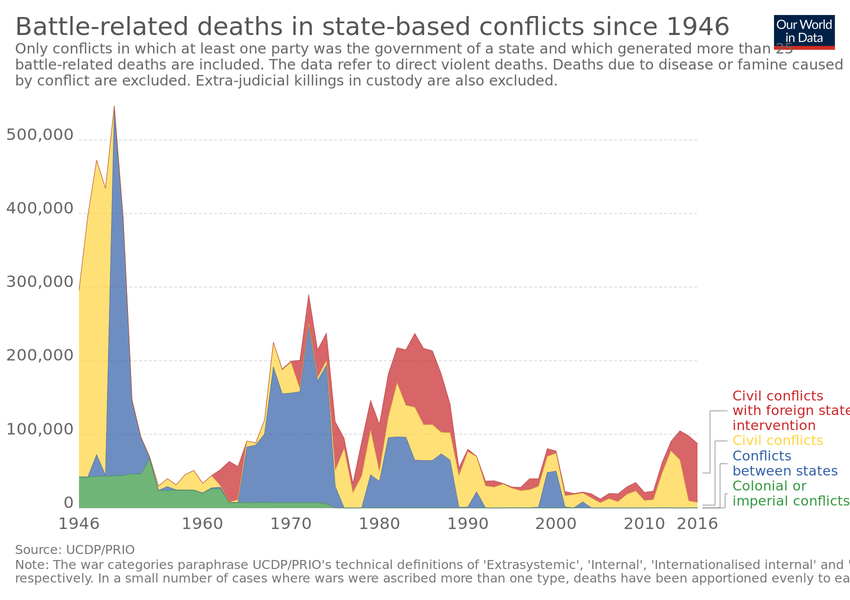 Battle-related deaths in state-based conflicts since 1946
Our World
in Data
Only conflicts in which at least one party was the government of a state and which generated more than 25
battle-related deaths are included. The data refer to direct violent deaths. Deaths due to disease or famine caused
by conflict are excluded. Extra-judicial killings in custody are also excluded.
500,000
400,000
300,000
200,000
100,000
0
1946
1960
1970
1980
1990
2000
2010
2016
Civil conflicts
with foreign state
intervention
Civil conflicts
Conflicts
between states
Colonial or
imperial conflicts
Source: UCDP/PRIO
Note: The war categories paraphrase UCDP/PRIO's technical definitions of 'Extrasystemic', 'Internal', 'Internationalised internal' and '
respectively. In a small number of cases where wars were ascribed more than one type, deaths have been apportioned evenly to ea